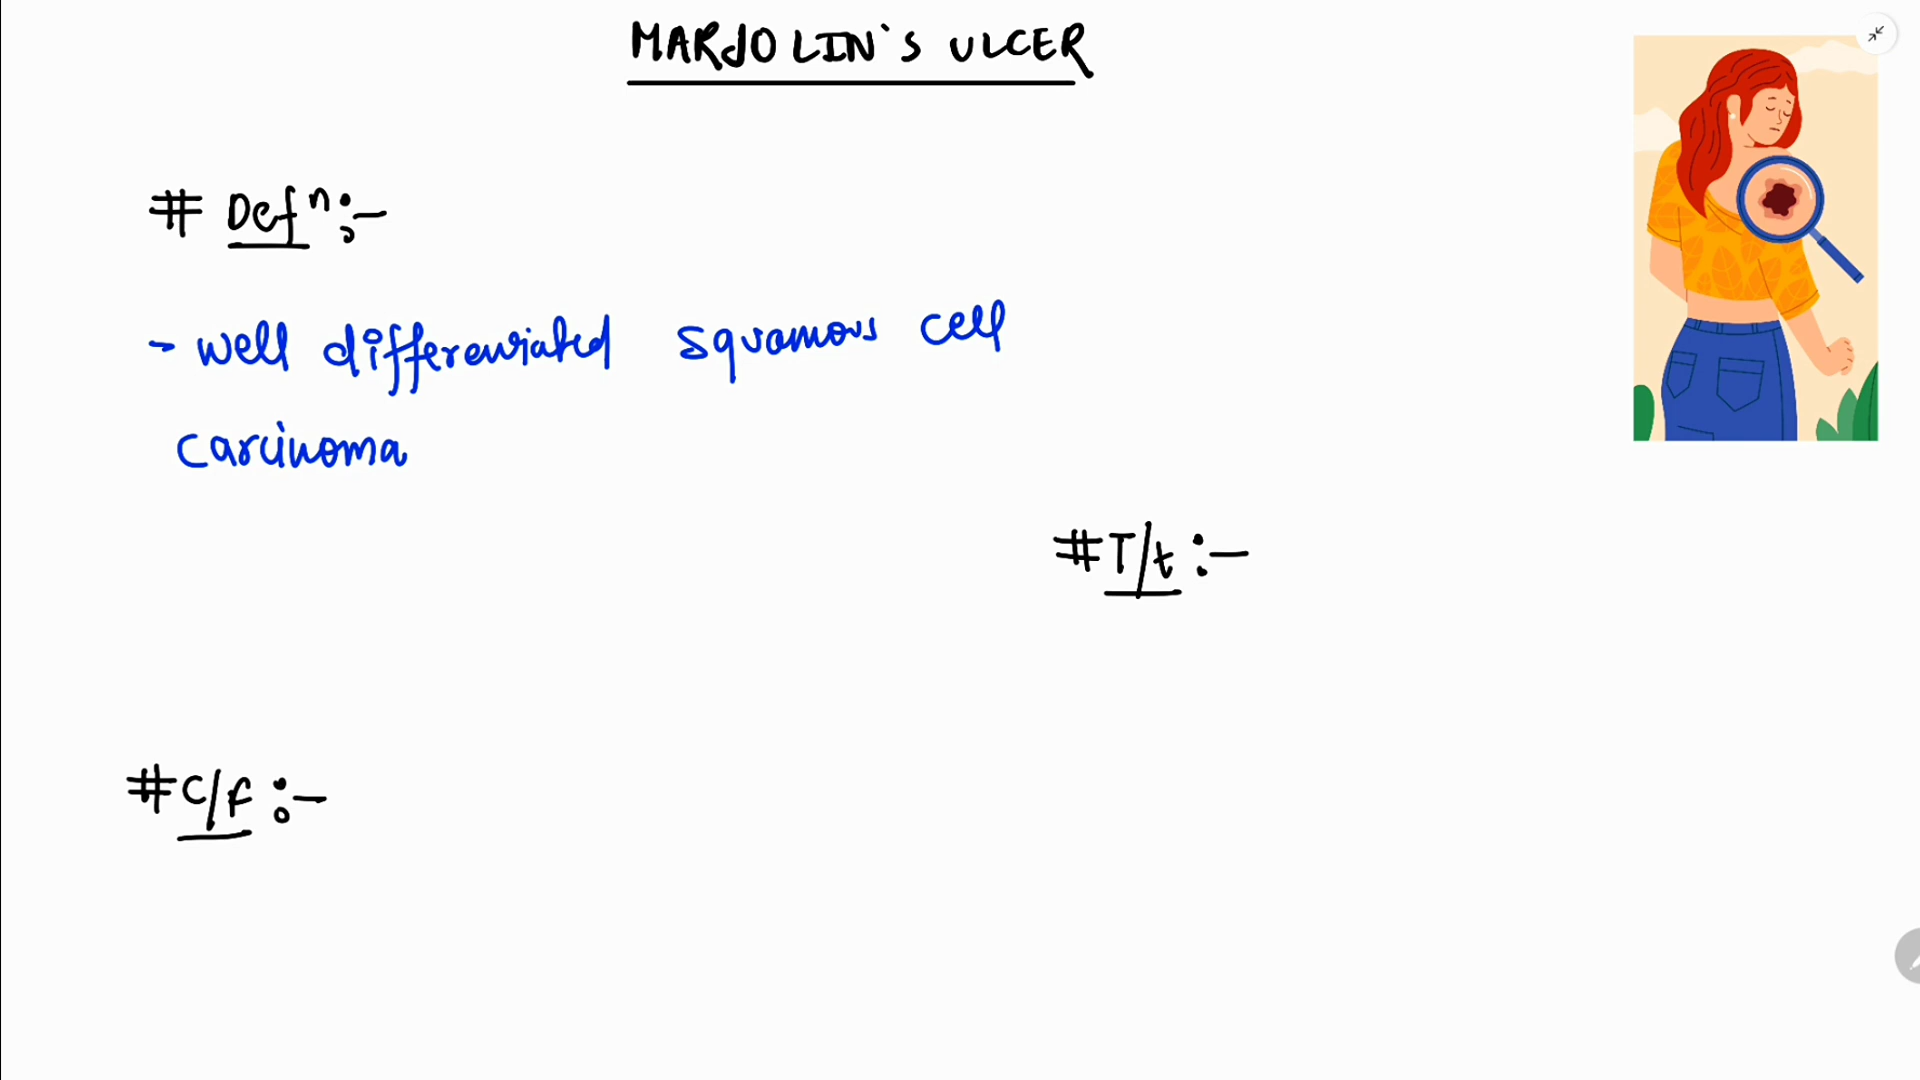 MARJOLIN'S ULCER
# Defn:-
- well differentiated squamous cell
carcinoma
#T/t :-
#C/f :-